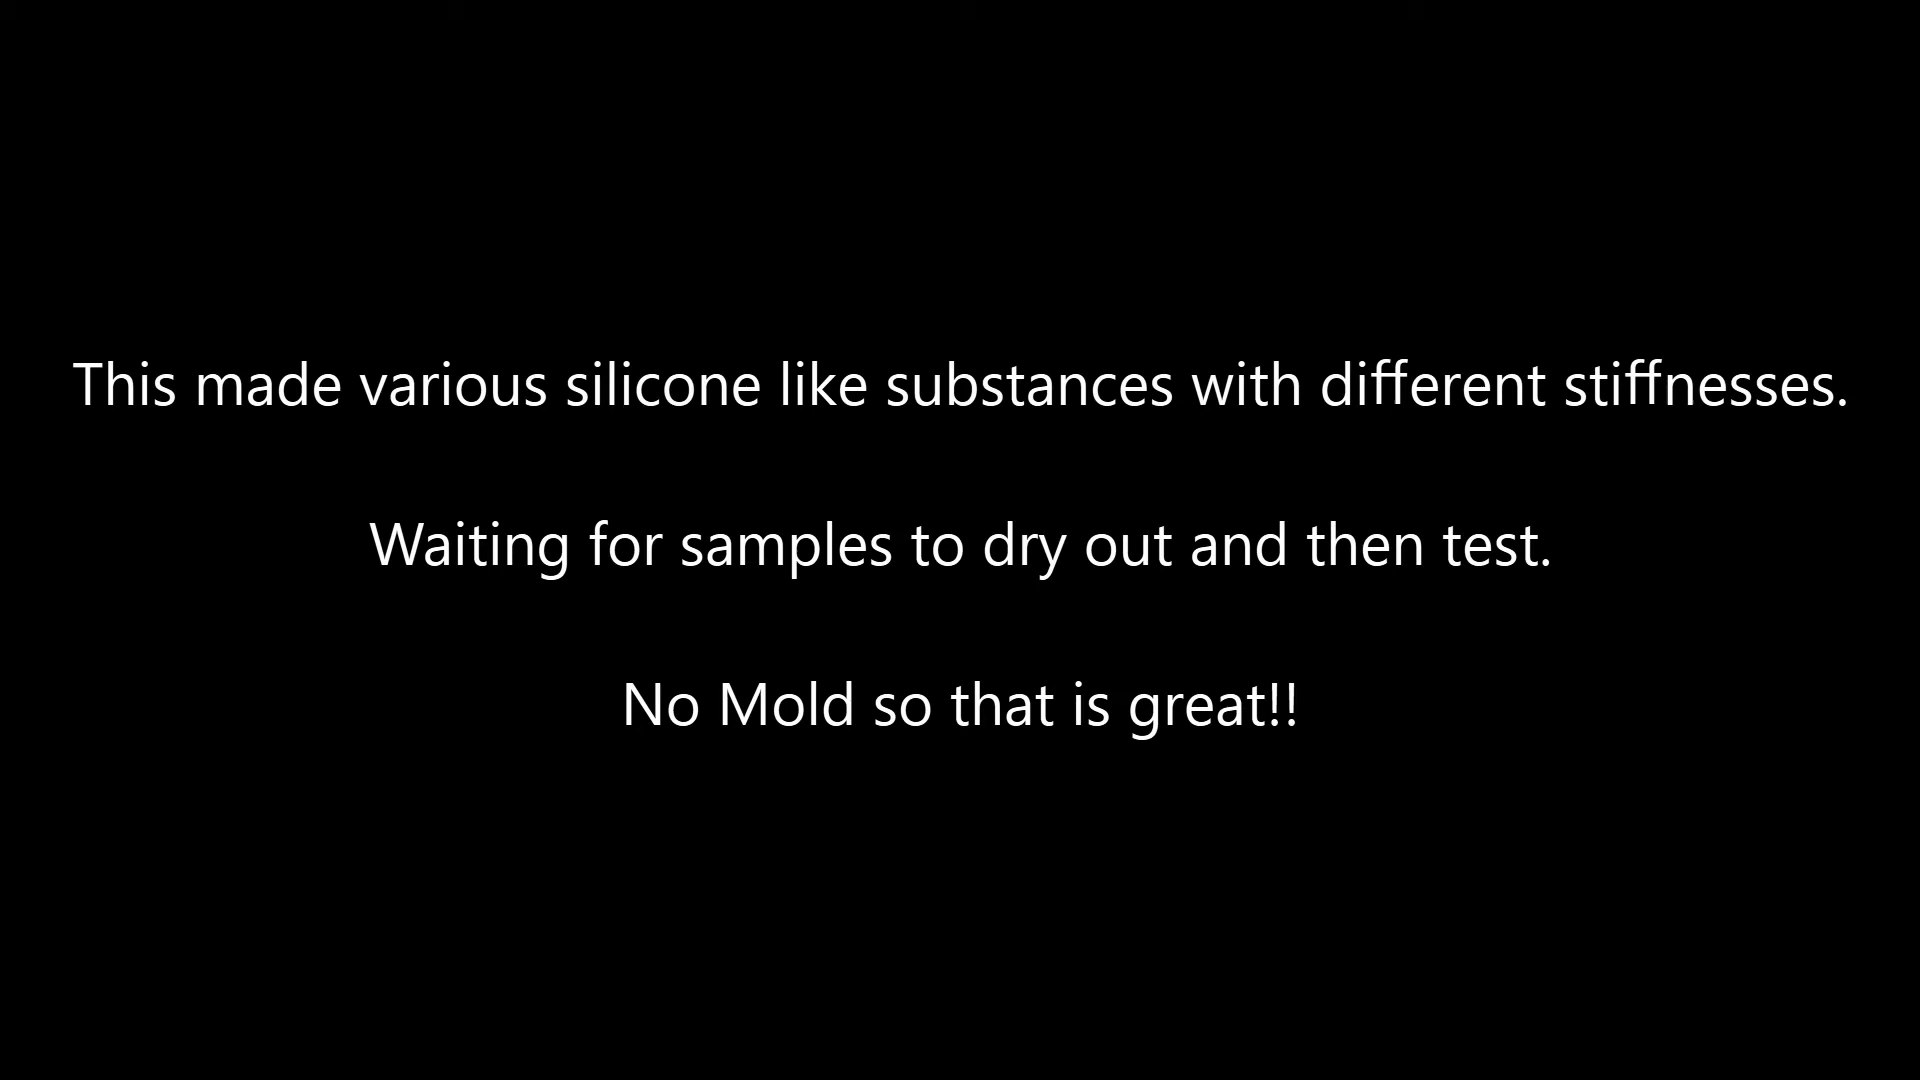 This made various silicone like substances with different stiffnesses.
Waiting for samples to dry out and then test.
No Mold so that is great!!